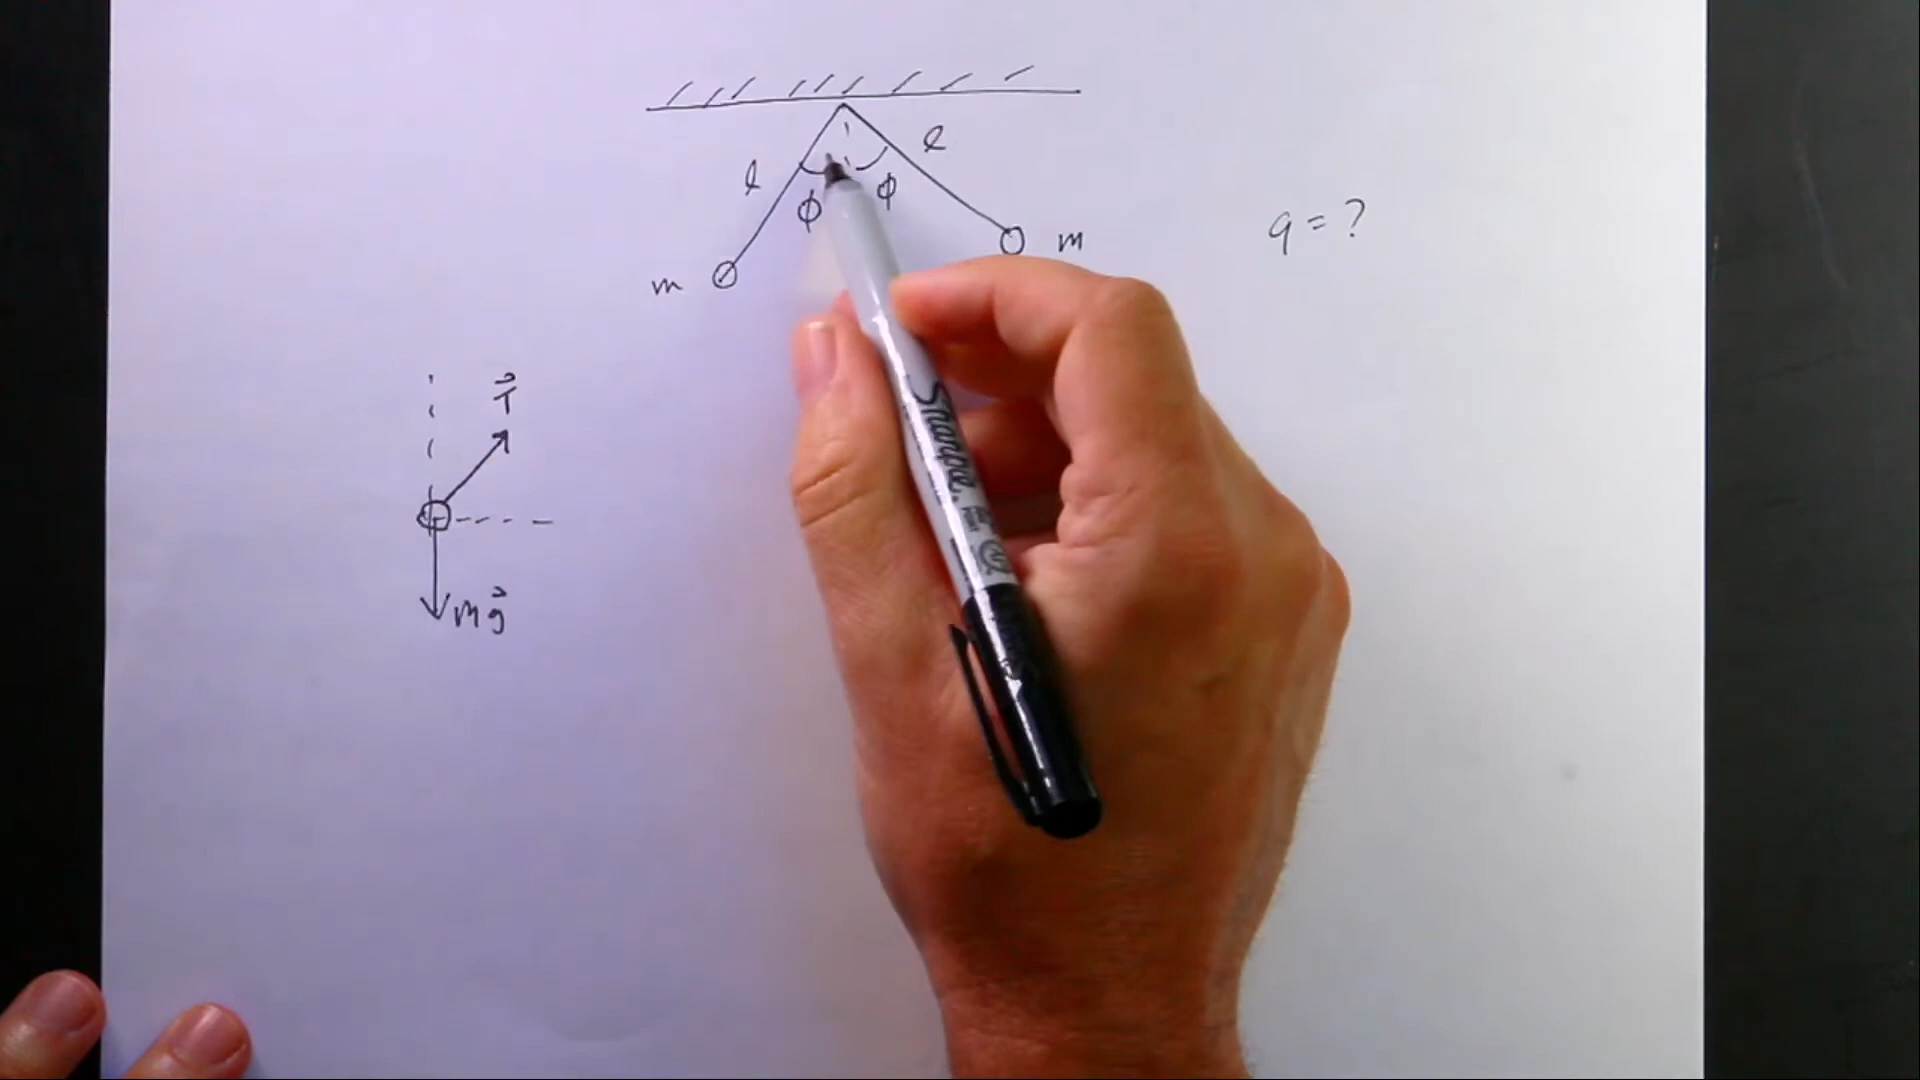 l
l
φ
φ
m
m
q = ?
T⃗
mg⃗
Sharpie.